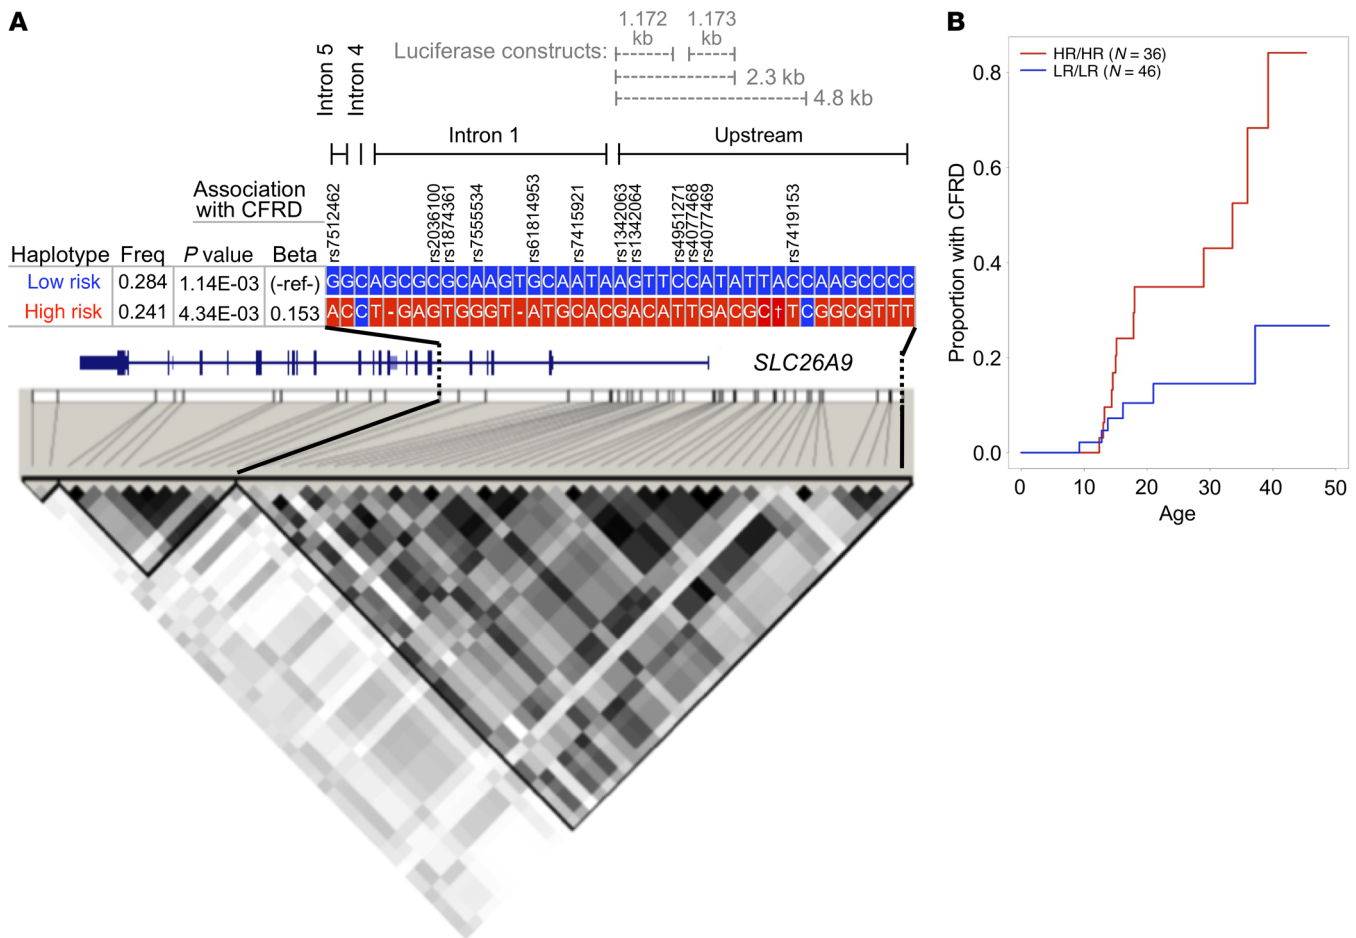 A
B
1.172
kb
1.173
kb
Luciferase constructs:
2.3 kb
4.8 kb
Intron 5
Intron 4
Intron 1
Upstream
Association
with CFRD
rs7512462
rs2036100
rs1874361
rs7555534
rs61814953
rs7415921
rs1342063
rs1342064
rs4951271
rs4077468
rs4077469
rs7419153
Haplotype Freq P value Beta
Low risk 0.284 1.14E-03 (-ref-) GGCAGCGCGCAAGTGCAATAAGTTCCATATTACCAAGCCCC
High risk 0.241 4.34E-03 0.153 ACCT-GAGTGGGT-ATGCACGACATTGACGC†TCGGCGTTT
SLC26A9
HR/HR (N = 36)
LR/LR (N = 46)
Proportion with CFRD
0.8
0.6
0.4
0.2
0.0
0 10 20 30 40 50
Age